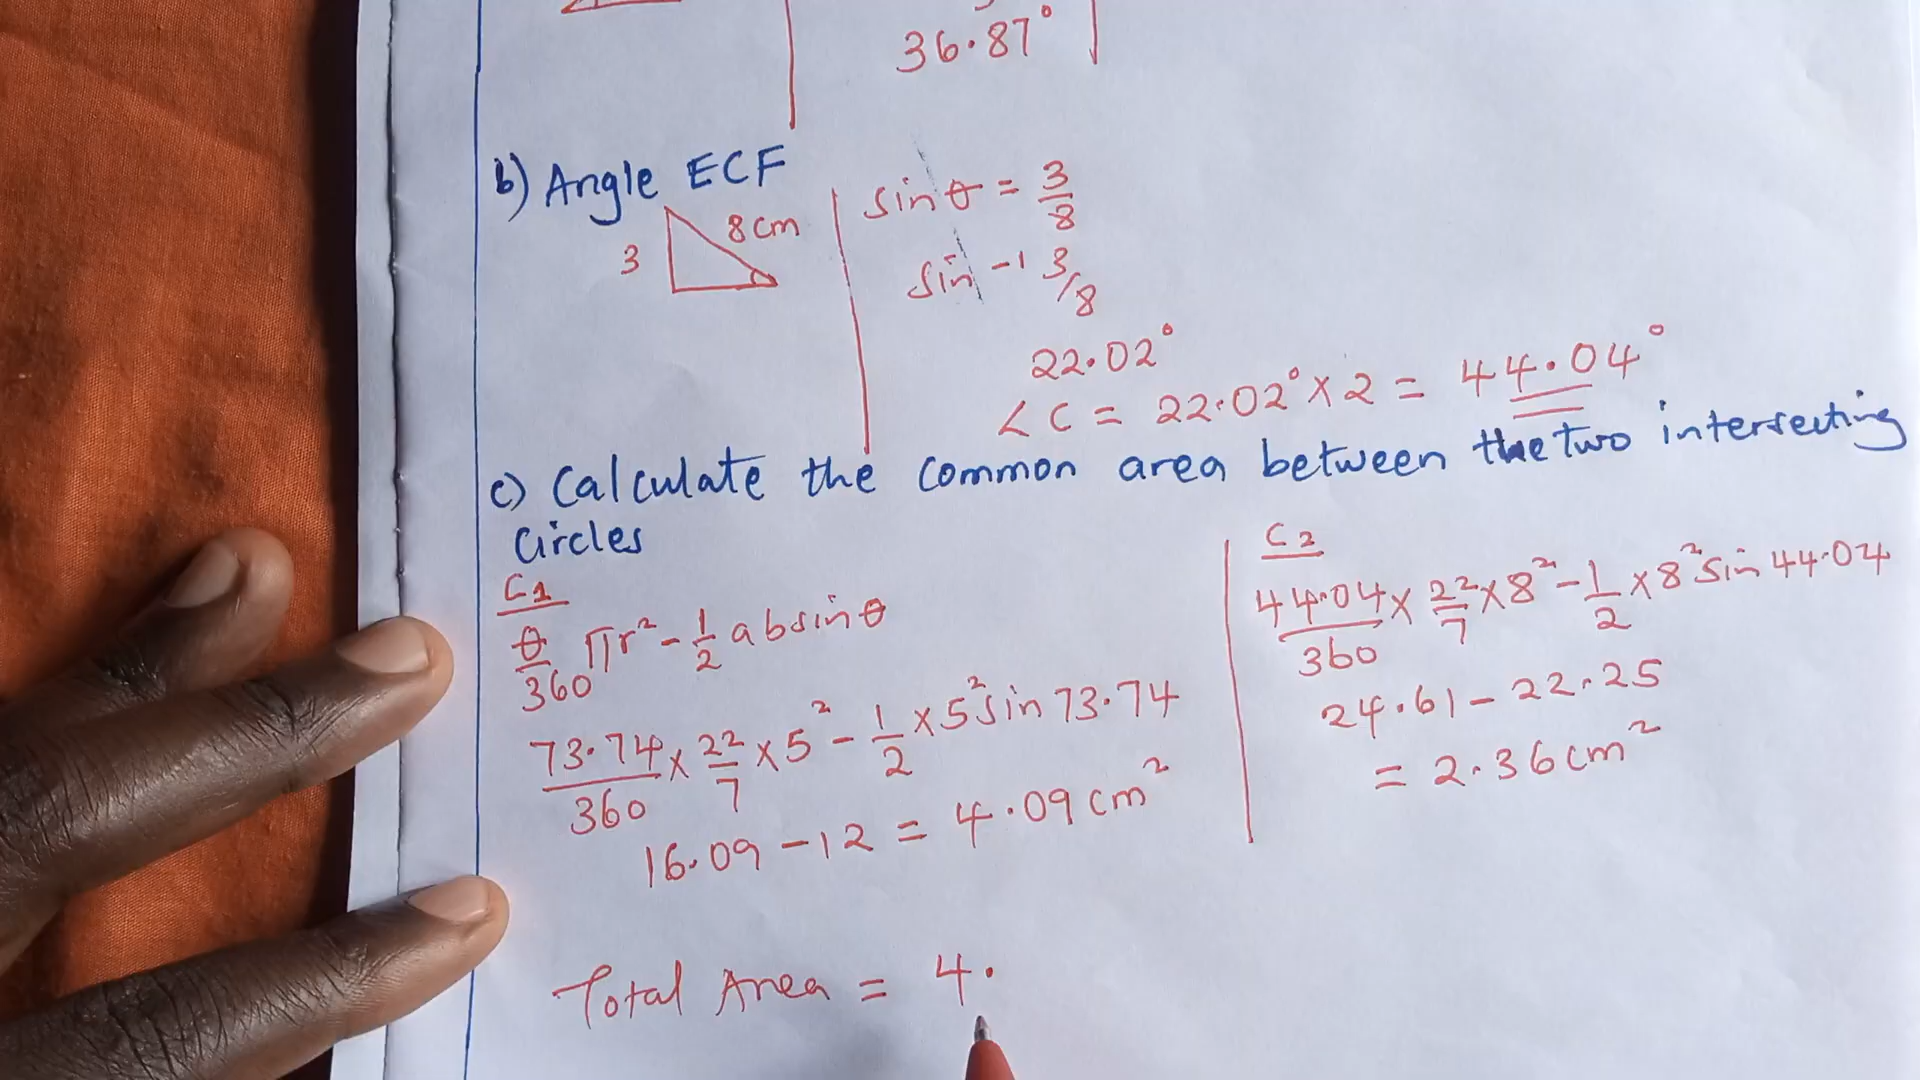 36.87°
b) Angle ECF
3
8cm
sin θ = 3/8
sin -1 3/8
22.02°
∠C = 22.02° × 2 = 44.04°
c) Calculate the common area between the two intersecting
circles
C1
θ/360 πr² - 1/2 ab sin θ
73.74/360 × 22/7 × 5² - 1/2 × 5² sin 73.74
16.09 - 12 = 4.09 cm²
C2
44.04/360 × 22/7 × 8² - 1/2 × 8² sin 44.04
24.61 - 22.25
= 2.36 cm²
Total Area = 4.